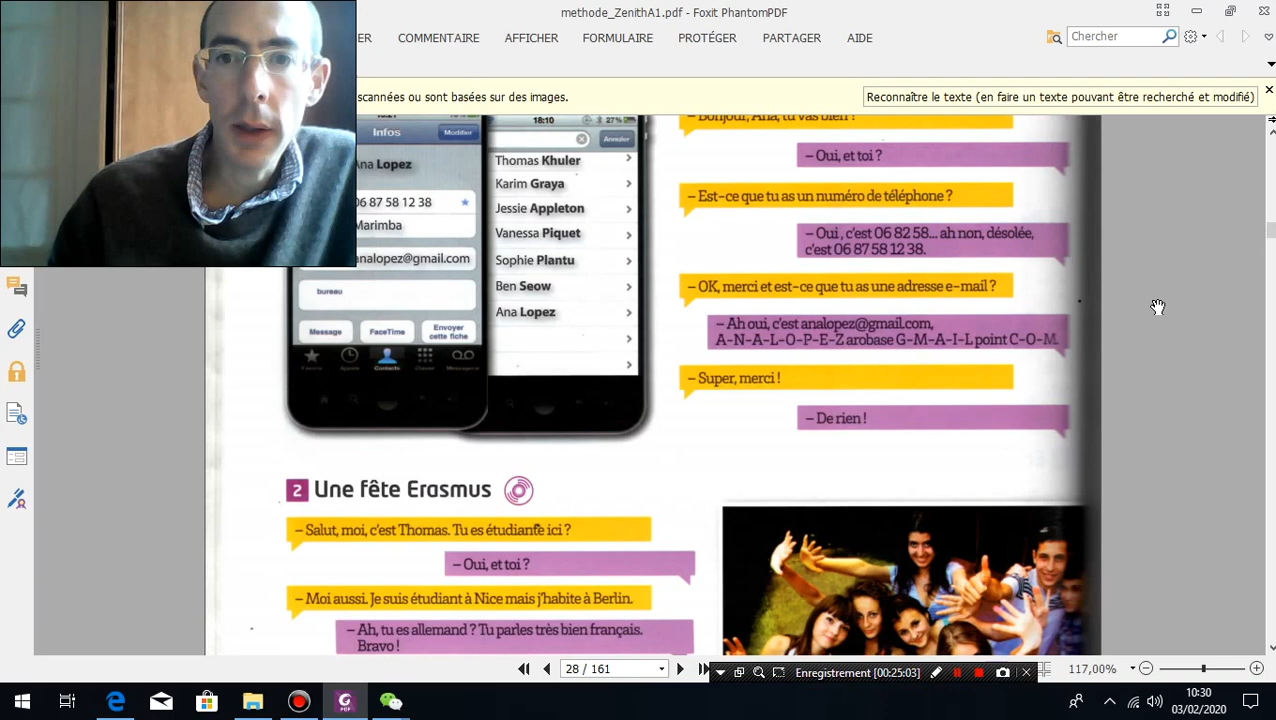 methode_ZenithA1.pdf - Foxit PhantomPDF
COMMENTAIRE AFFICHER FORMULAIRE PROTÉGER PARTAGER AIDE
Chercher
scannées ou sont basées sur des images.
Reconnaître le texte (en faire un texte pouvant être recherché et modifié)
Infos
Modifier
Ana Lopez
06 87 58 12 38
Marimba
analopez@gmail.com
bureau
Message
FaceTime
Envoyer
cette fiche
Contacts
18:10
27%
Annuler
Thomas Khuler
Karim Graya
Jessie Appleton
Vanessa Piquet
Sophie Plantu
Ben Seow
Ana Lopez
– Bonjour, Ana, tu vas bien !
– Oui, et toi ?
– Est-ce que tu as un numéro de téléphone ?
– Oui , c'est 06 82 58... ah non, désolée,
c'est 06 87 58 12 38.
– OK, merci et est-ce que tu as une adresse e-mail ?
– Ah oui, c'est analopez@gmail.com,
A-N-A-L-O-P-E-Z arobase G-M-A-I-L point C-O-M.
– Super, merci !
– De rien !
2 Une fête Erasmus
– Salut, moi, c'est Thomas. Tu es étudiante ici ?
– Oui, et toi ?
– Moi aussi. Je suis étudiant à Nice mais j'habite à Berlin.
– Ah, tu es allemand ? Tu parles très bien français.
Bravo !
28 / 161
Enregistrement [00:25:03]
117,00%
10:30
03/02/2020